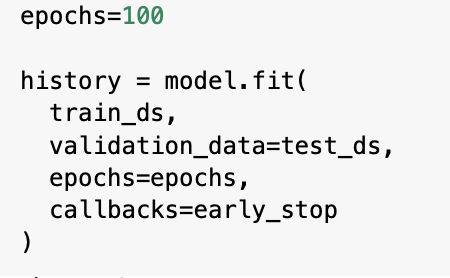 epochs=100
history = model.fit(
train_ds,
validation_data=test_ds,
epochs=epochs,
callbacks=early_stop
)